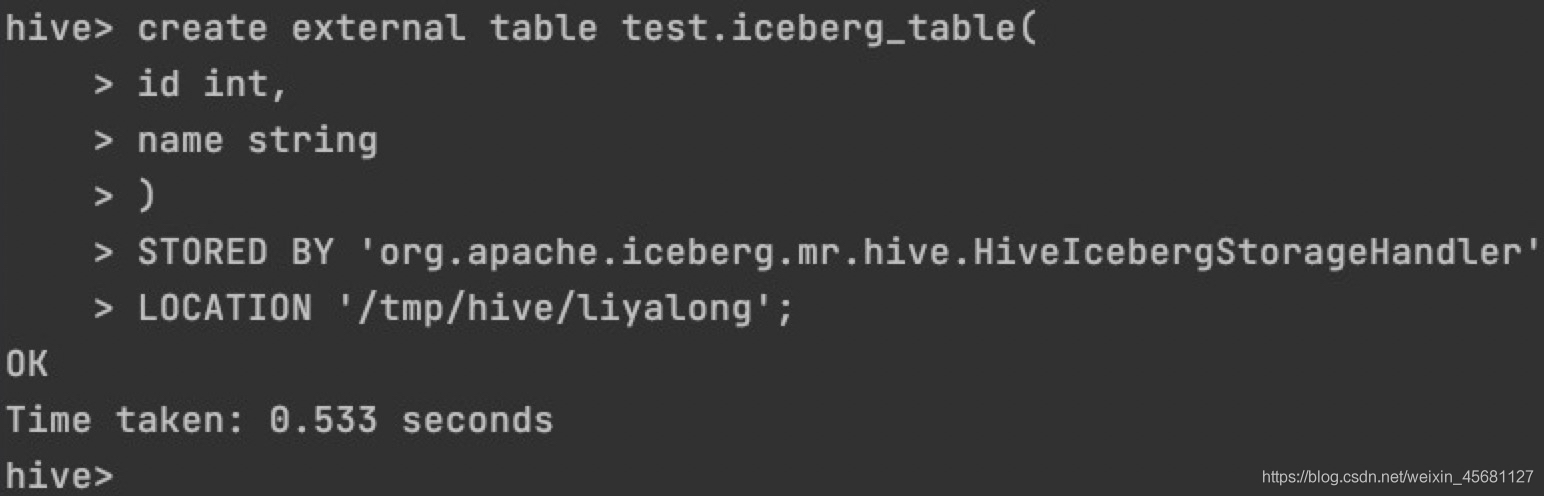 hive> create external table test.iceberg_table(
    > id int,
    > name string
    > )
    > STORED BY 'org.apache.iceberg.mr.hive.HiveIcebergStorageHandler'
    > LOCATION '/tmp/hive/liyalong';
OK
Time taken: 0.533 seconds
hive>
https://blog.csdn.net/weixin_45681127